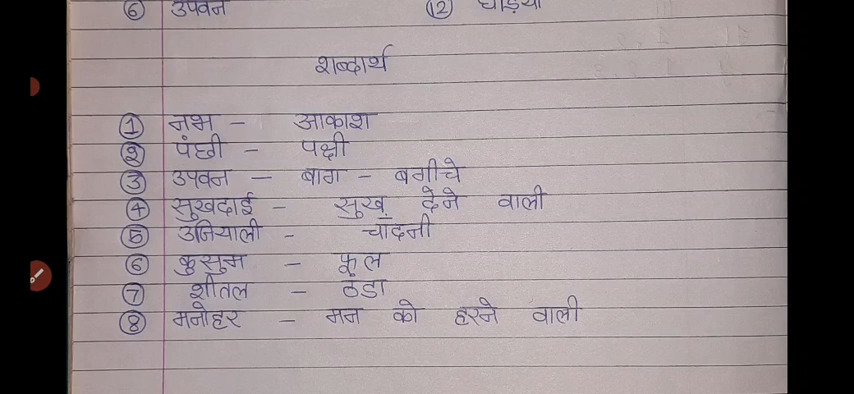 ⑥ उपवन ⑫ घड़ियाँ
शब्दार्थ
① नभ - आकाश
② पंछी - पक्षी
③ उपवन - बाग - बगीचे
④ सुखदाई - सुख देने वाली
⑤ उजियाली - चाँदनी
⑥ कुसुम - फूल
⑦ शीतल - ठंडा
⑧ मनोहर - मन को हरने वाली